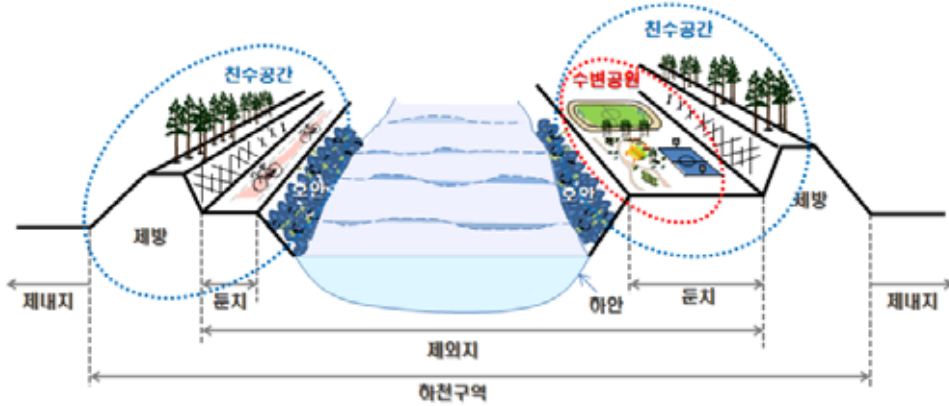 친수공간
친수공간
수변공원
호안
호안
제방
제방
제내지
둔치
하안
둔치
제내지
제외지
하천구역